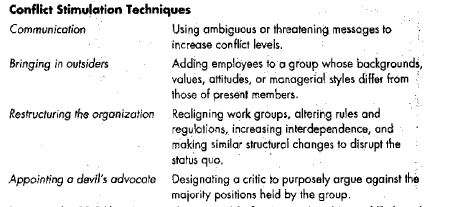 Conflict Stimulation Techniques
Communication Using ambiguous or threatening messages to
increase conflict levels.
Bringing in outsiders Adding employees to a group whose backgrounds,
values, attitudes, or managerial styles differ from
those of present members.
Restructuring the organization Realigning work groups, altering rules and
regulations, increasing interdependence, and
making similar structural changes to disrupt the
status quo.
Appointing a devil's advocate Designating a critic to purposely argue against the
majority positions held by the group.